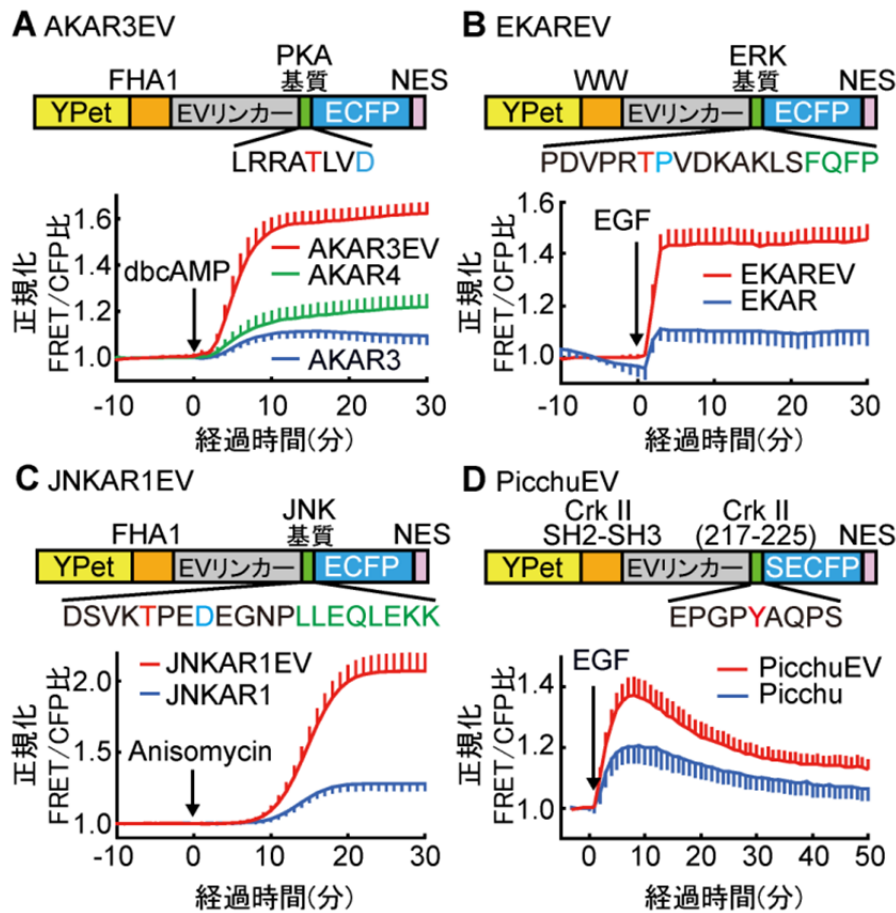 A AKAR3EV
PKA
FHA1 基質 NES
YPet EVリンカー ECFP
LRRATLVD
正規化
FRET/CFP比
1.6
1.4
1.2
1.0
dbcAMP
AKAR3EV
AKAR4
AKAR3
-10 0 10 20 30
経過時間(分)
B EKAREV
ERK
WW 基質 NES
YPet EVリンカー ECFP
PDVPRTPVDKAKLSFQFP
正規化
FRET/CFP比
1.6
1.4
1.2
1.0
EGF
EKAREV
EKAR
-10 0 10 20 30
経過時間(分)
C JNKAR1EV
JNK
FHA1 基質 NES
YPet EVリンカー ECFP
DSVKTPEDEGNPLLEQLEKK
正規化
FRET/CFP比
2.0
1.5
1.0
JNKAR1EV
JNKAR1
Anisomycin
-10 0 10 20 30
経過時間(分)
D PicchuEV
Crk II Crk II
SH2-SH3 (217-225) NES
YPet EVリンカー SECFP
EPGPYAQPS
正規化
FRET/CFP比
1.4
1.2
1.0
EGF
PicchuEV
Picchu
0 10 20 30 40 50
経過時間(分)